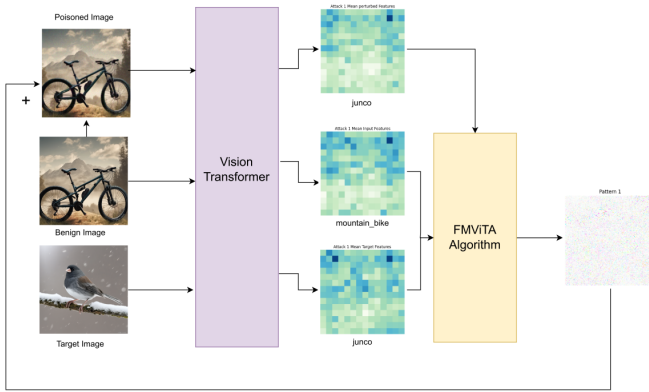 Poisoned Image
Attack 1 Mean perturbed Features
junco
+
Vision
Transformer
Attack 1 Mean Input Features
mountain_bike
Benign Image
FMViTA
Algorithm
Pattern 1
Attack 1 Mean Target Features
junco
Target Image